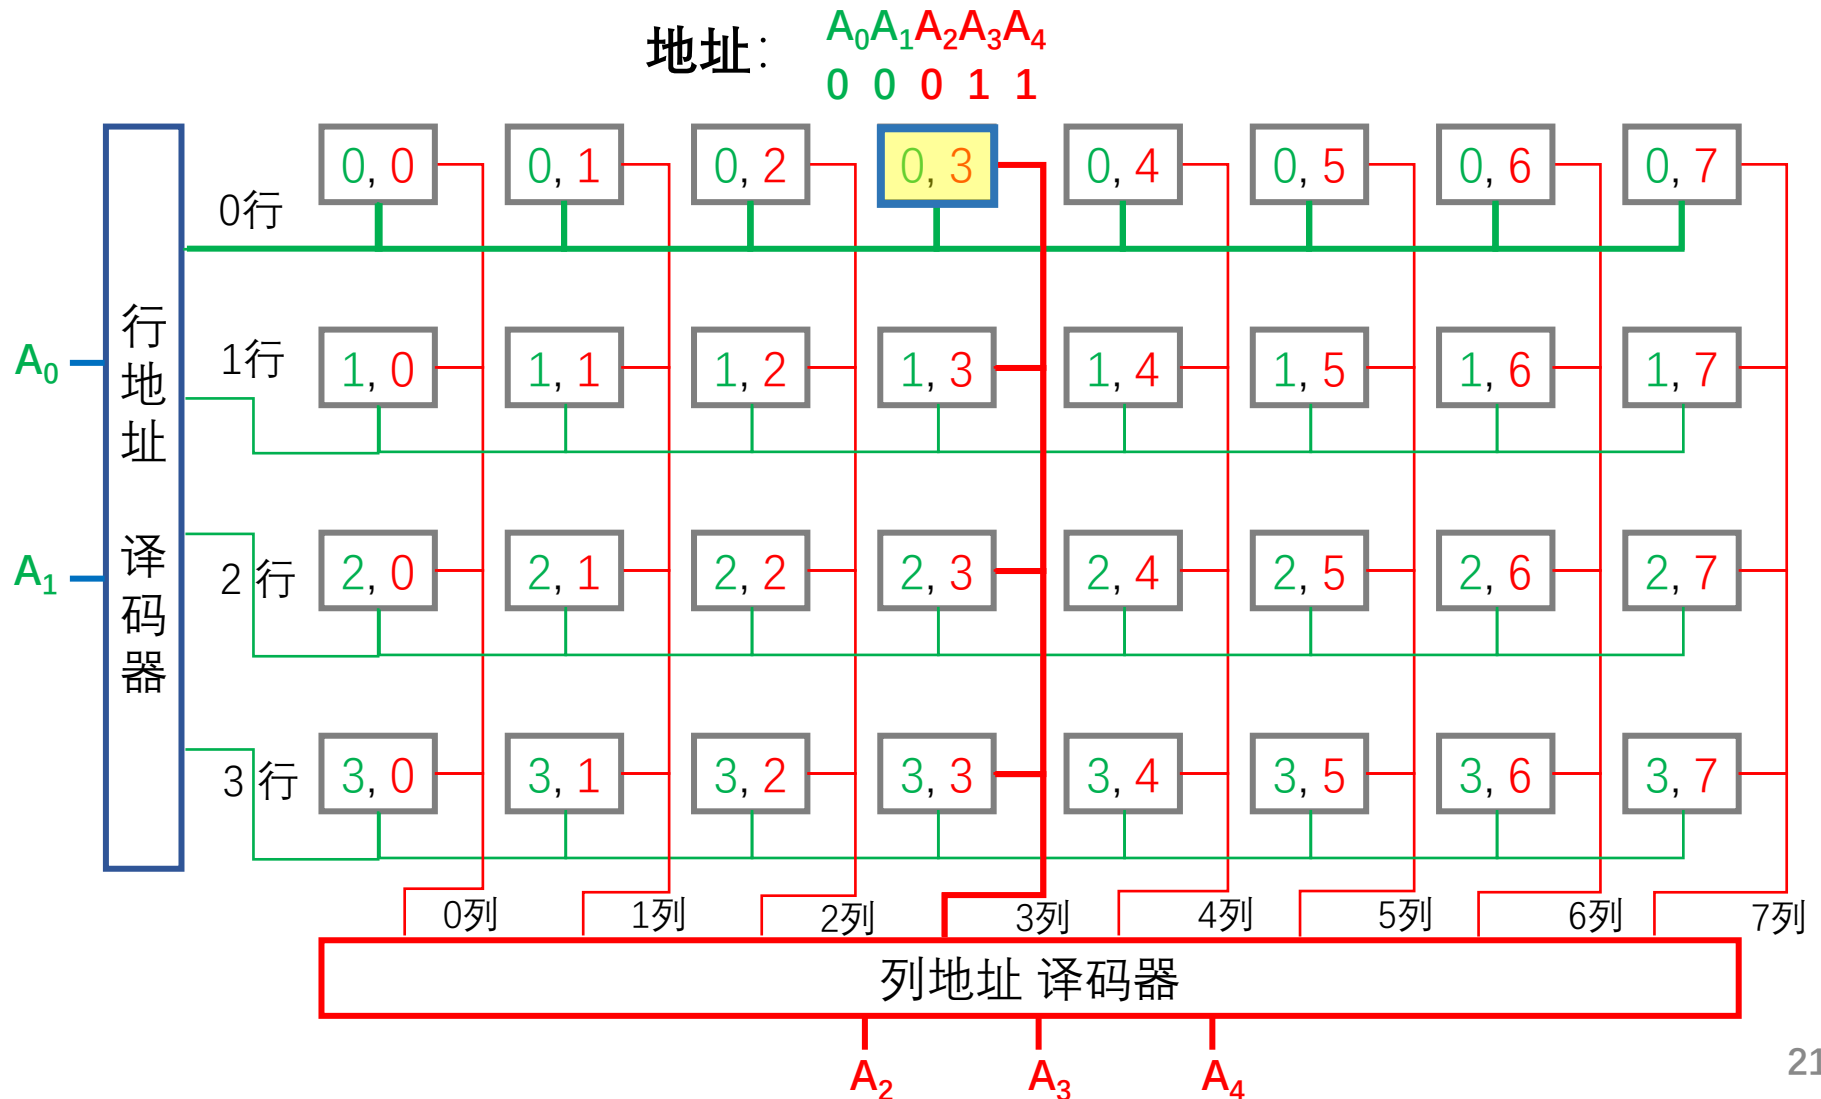 地址: A₀A₁A₂A₃A₄
0 0 0 1 1
0, 0 0, 1 0, 2 0, 3 0, 4 0, 5 0, 6 0, 7
0行
1行
1, 0 1, 1 1, 2 1, 3 1, 4 1, 5 1, 6 1, 7
A₀
行地址 译码器
A₁
2 行
2, 0 2, 1 2, 2 2, 3 2, 4 2, 5 2, 6 2, 7
3 行
3, 0 3, 1 3, 2 3, 3 3, 4 3, 5 3, 6 3, 7
0列 1列 2列 3列 4列 5列 6列 7列
列地址 译码器
A₂ A₃ A₄
21